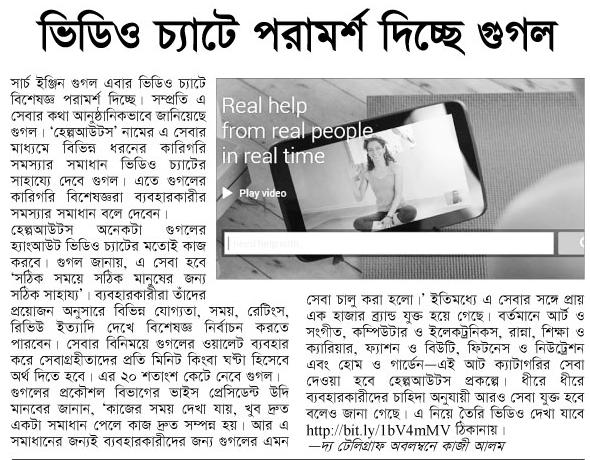 ভিডিও চ্যাটে পরামর্শ দিচ্ছে গুগল
সার্চ ইঞ্জিন গুগল এবার ভিডিও চ্যাটে
বিশেষজ্ঞ পরামর্শ দিচ্ছে। সম্প্রতি এ
সেবার কথা আনুষ্ঠানিকভাবে জানিয়েছে
গুগল। ‘হেল্পআউটস’ নামের এ সেবার
মাধ্যমে বিভিন্ন ধরনের কারিগরি
সমস্যার সমাধান ভিডিও চ্যাটের
সাহায্যে দেবে গুগল। এতে গুগলের
কারিগরি বিশেষজ্ঞরা ব্যবহারকারীর
সমস্যার সমাধান বলে দেবেন।
হেল্পআউটস অনেকটা গুগলের
হ্যাংআউট ভিডিও চ্যাটের মতোই কাজ
করবে। গুগল জানায়, এ সেবা হবে
‘সঠিক সময়ে সঠিক মানুষের জন্য
সঠিক সাহায্য’। ব্যবহারকারীরা তাঁদের
প্রয়োজন অনুসারে বিভিন্ন যোগ্যতা, সময়, রেটিংস,
রিভিউ ইত্যাদি দেখে বিশেষজ্ঞ নির্বাচন করতে
পারবেন। সেবার বিনিময়ে গুগলের ওয়ালেট ব্যবহার
করে সেবাগ্রহীতাদের প্রতি মিনিট কিংবা ঘণ্টা হিসেবে
অর্থ দিতে হবে। এর ২০ শতাংশ কেটে নেবে গুগল।
গুগলের প্রকৌশল বিভাগের ভাইস প্রেসিডেন্ট উদি
মানবের জানান, ‘কাজের সময় দেখা যায়, খুব দ্রুত
একটা সমাধান পেলে কাজ দ্রুত সম্পন্ন হয়। আর এ
সমাধানের জন্যই ব্যবহারকারীদের জন্য গুগলের এমন
Real help
from real people
in real time
Play video
I need help with...
সেবা চালু করা হলো।’ ইতিমধ্যে এ সেবার সঙ্গে প্রায়
এক হাজার ব্র্যান্ড যুক্ত হয়ে গেছে। বর্তমানে আর্ট ও
সংগীত, কম্পিউটার ও ইলেকট্রনিকস, রান্না, শিক্ষা ও
ক্যারিয়ার, ফ্যাশন ও বিউটি, ফিটনেস ও নিউট্রেশন
এবং হোম ও গার্ডেন—এই আট ক্যাটাগরির সেবা
দেওয়া হবে হেল্পআউটস প্রকল্পে। ধীরে ধীরে
ব্যবহারকারীদের চাহিদা অনুযায়ী আরও সেবা যুক্ত হবে
বলেও জানা গেছে। এ নিয়ে তৈরি ভিডিও দেখা যাবে
http://bit.ly/1bV4mMV ঠিকানায়।
—দ্য টেলিগ্রাফ অবলম্বনে কাজী আলম